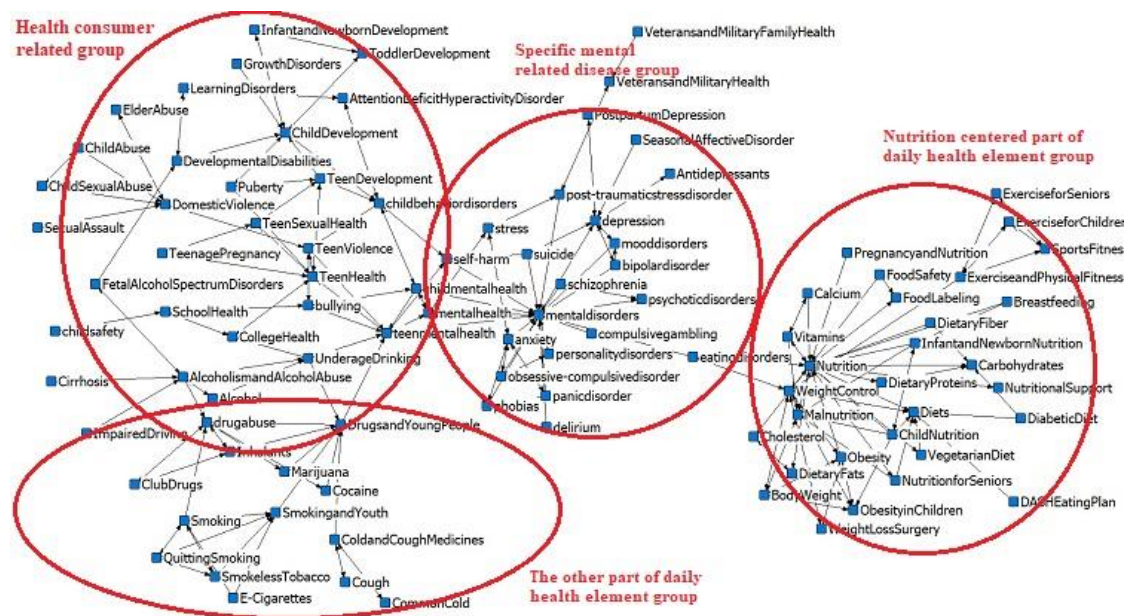 Health consumer
related group
InfantandNewbornDevelopment
ToddlerDevelopment
GrowthDisorders
LearningDisorders
AttentionDeficitHyperactivityDisorder
ElderAbuse
ChildDevelopment
ChildAbuse
DevelopmentalDisabilities
ChildSexualAbuse
Puberty
TeenDevelopment
DomesticViolence
childbehaviordisorders
SexualAssault
TeenSexualHealth
TeenagePregnancy
TeenViolence
TeenHealth
FetalAlcoholSpectrumDisorders
SchoolHealth
bullying
childsafety
CollegeHealth
UnderageDrinking
Cirrhosis
AlcoholismandAlcoholAbuse
Alcohol
ImpairedDriving
Specific mental
related disease group
VeteransandMilitaryFamilyHealth
VeteransandMilitaryHealth
PostpartumDepression
SeasonalAffectiveDisorder
Antidepressants
post-traumaticstressdisorder
depression
stress
mooddisorders
suicide
bipolardisorder
self-harm
schizophrenia
childmentalhealth
psychoticdisorders
mentalhealth
mentaldisorders
teenmentalhealth
compulsivegambling
anxiety
personalitydisorders
eatingdisorders
obsessive-compulsivedisorder
panicdisorder
phobias
delirium
Nutrition centered part of
daily health element group
ExerciseforSeniors
ExerciseforChildren
SportsFitness
PregnancyandNutrition
FoodSafety
ExerciseandPhysicalFitness
Calcium
FoodLabeling
Breastfeeding
DietaryFiber
Vitamins
InfantandNewbornNutrition
Nutrition
Carbohydrates
DietaryProteins
NutritionalSupport
WeightControl
Malnutrition
Diets
DiabeticDiet
Cholesterol
ChildNutrition
Obesity
VegetarianDiet
DietaryFats
NutritionforSeniors
BodyWeight
ObesityinChildren
DASHEatingPlan
WeightLossSurgery
drugabuse
DrugsandYoungPeople
Inhalants
Marijuana
ClubDrugs
Cocaine
Smoking
SmokingandYouth
ColdandCoughMedicines
QuittingSmoking
SmokelessTobacco
Cough
E-Cigarettes
CommonCold
The other part of daily
health element group